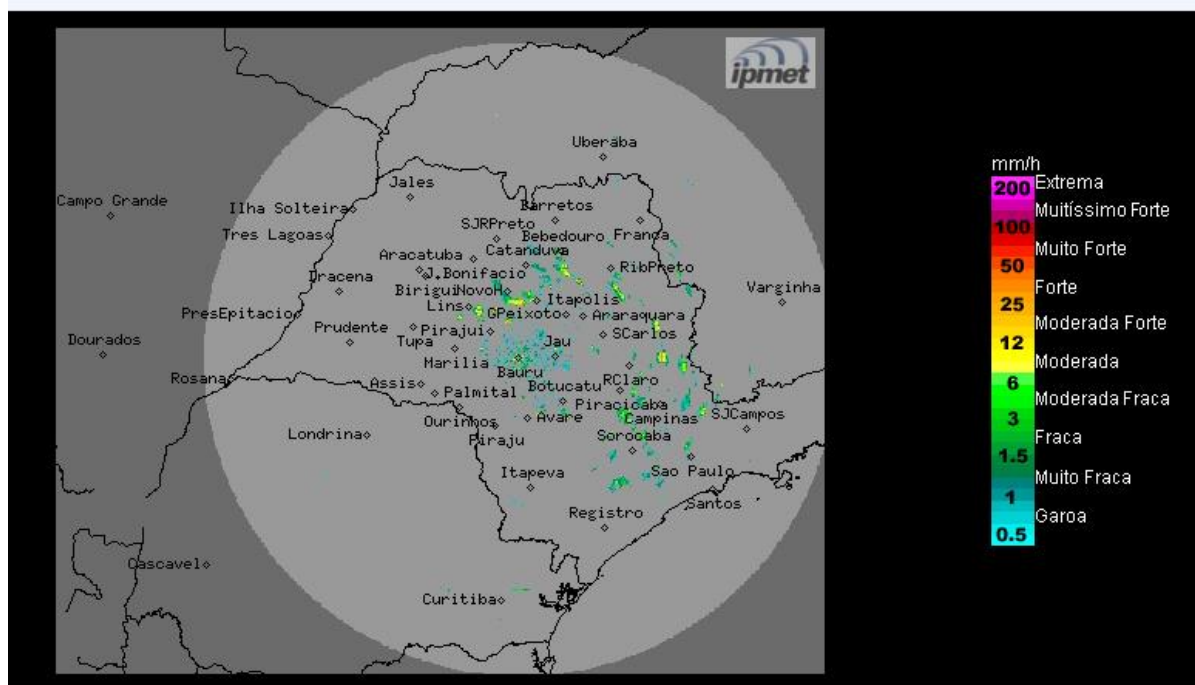 ipmet
Uberaba
Jales
Campo Grande
Ilha Solteira
Barretos
SJRPreto
Tres Lagoas
Bebedouro
Franca
Aracatuba
Catanduva
J.Bonifacio
RibPreto
Dracena
Birigui
NovoH
Varginha
Lins
Itapolis
PresEpitacio
GPeixoto
Araraquara
Prudente
Pirajui
SCarlos
Dourados
Tupa
Jau
Marilia
Bauru
Rosana
Assis
Botucatu
RClaro
Palmital
Piracicaba
Ourinhos
Avare
Campinas
SJCampos
Londrina
Piraju
Sorocaba
Itapeva
Sao Paulo
Santos
Registro
Cascavel
Curitiba
mm/h
200 Extrema
Muitíssimo Forte
100
Muito Forte
50
Forte
25
Moderada Forte
12
Moderada
6
Moderada Fraca
3
Fraca
1.5
Muito Fraca
1
Garoa
0.5